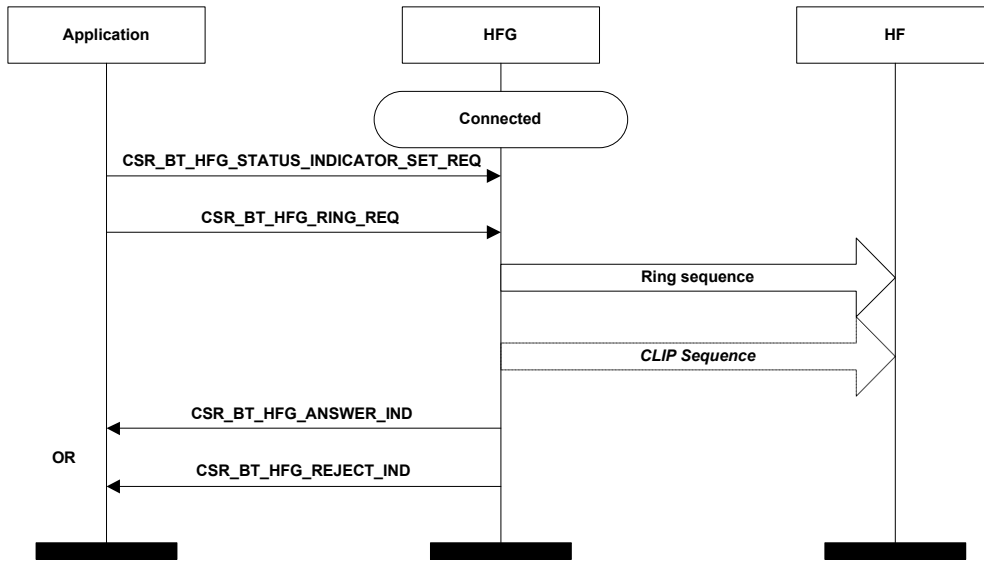 Application
HFG
HF
Connected
CSR_BT_HFG_STATUS_INDICATOR_SET_REQ
CSR_BT_HFG_RING_REQ
Ring sequence
CLIP Sequence
CSR_BT_HFG_ANSWER_IND
OR
CSR_BT_HFG_REJECT_IND